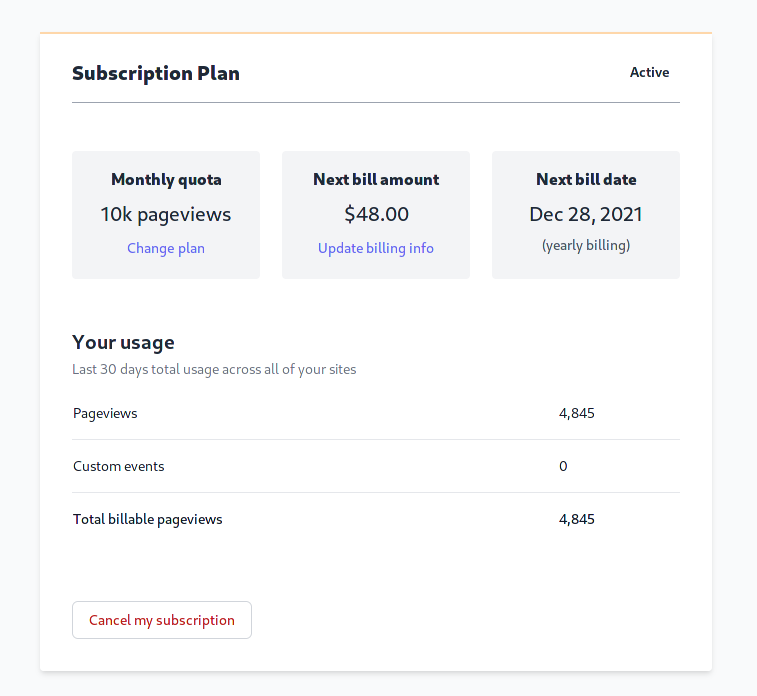 Subscription Plan
Active
Monthly quota
10k pageviews
Change plan
Next bill amount
$48.00
Update billing info
Next bill date
Dec 28, 2021
(yearly billing)
Your usage
Last 30 days total usage across all of your sites
Pageviews 4,845
Custom events 0
Total billable pageviews 4,845
Cancel my subscription